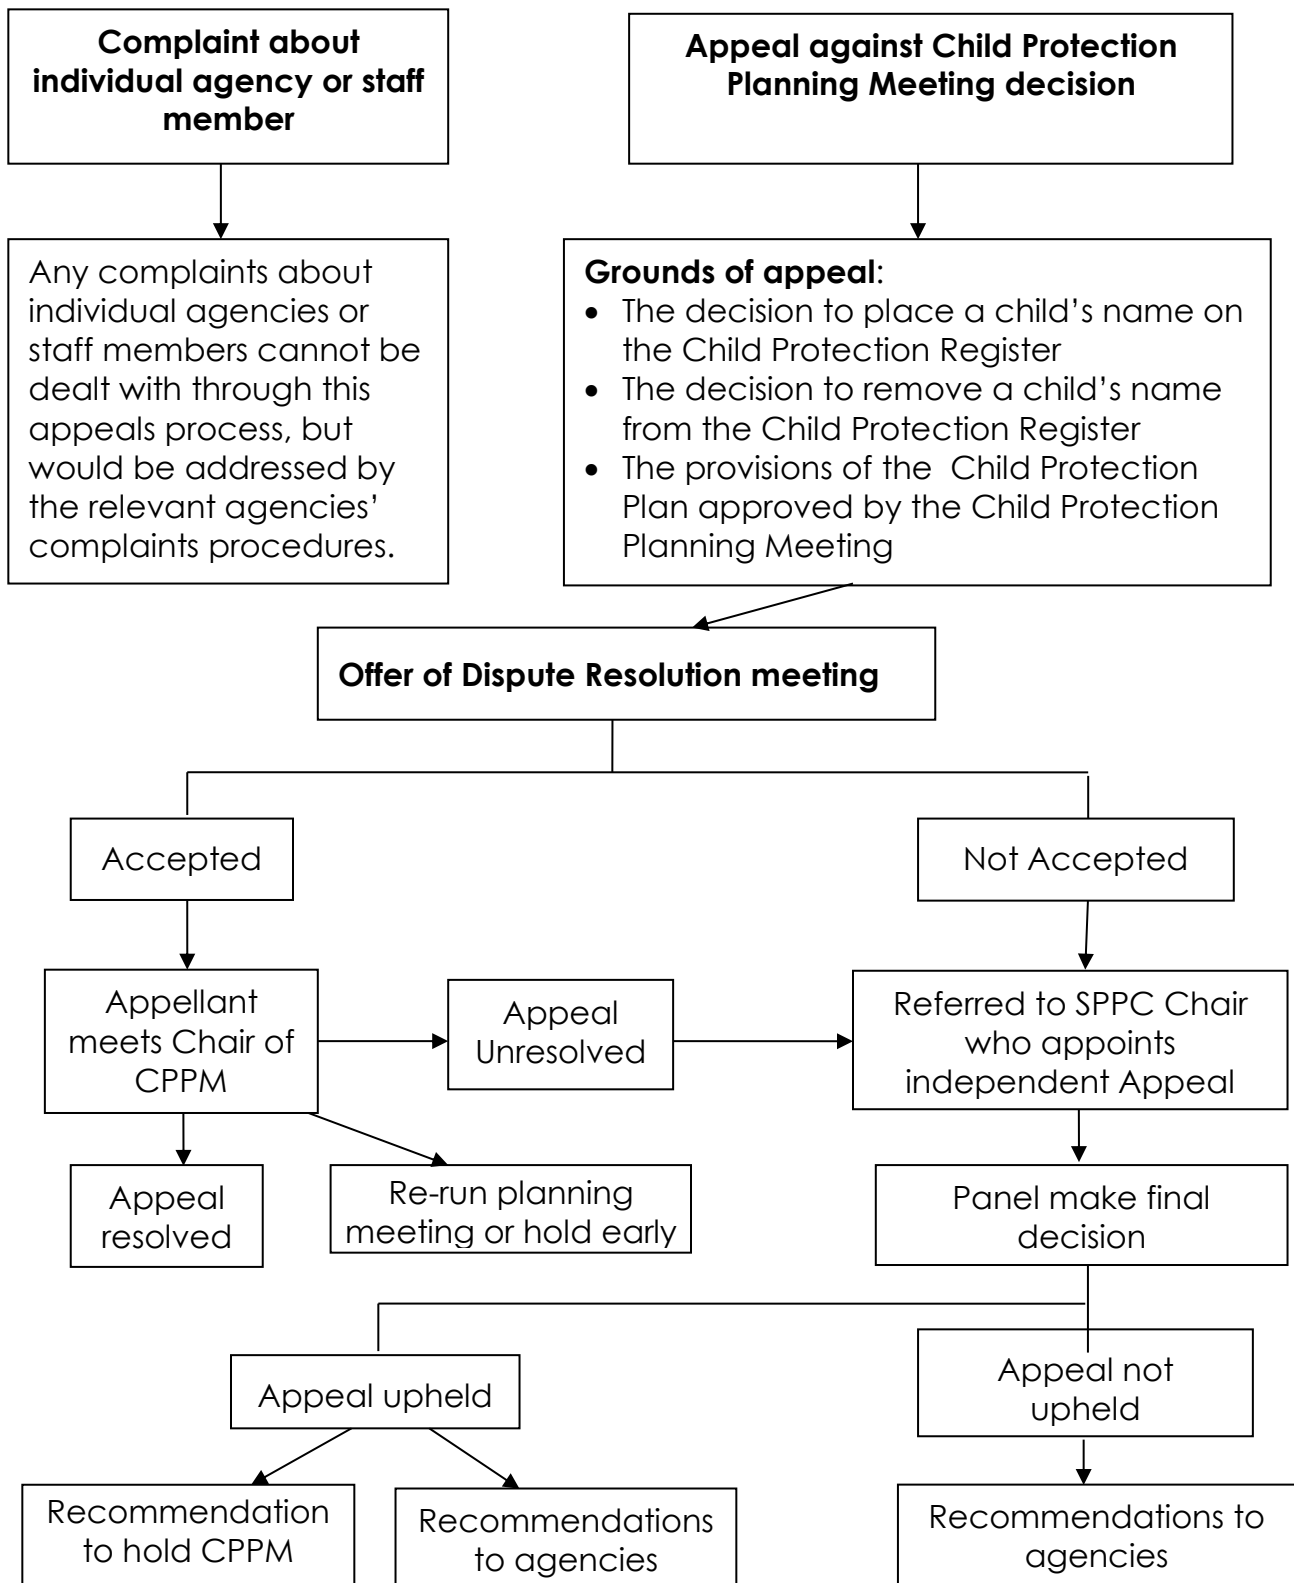 Complaint about
individual agency or staff
member
Appeal against Child Protection
Planning Meeting decision
Any complaints about
individual agencies or
staff members cannot be
dealt with through this
appeals process, but
would be addressed by
the relevant agencies’
complaints procedures.
Grounds of appeal:
• The decision to place a child’s name on
the Child Protection Register
• The decision to remove a child’s name
from the Child Protection Register
• The provisions of the Child Protection
Plan approved by the Child Protection
Planning Meeting
Offer of Dispute Resolution meeting
Accepted
Not Accepted
Appellant
meets Chair of
CPPM
Appeal
Unresolved
Referred to SPPC Chair
who appoints
independent Appeal
Appeal
resolved
Re-run planning
meeting or hold early
Panel make final
decision
Appeal upheld
Appeal not
upheld
Recommendation
to hold CPPM
Recommendations
to agencies
Recommendations to
agencies